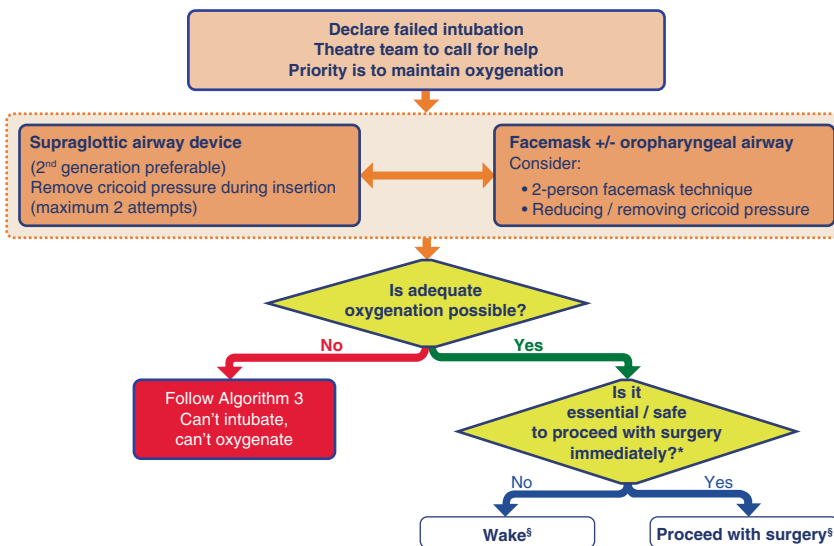 Declare failed intubation
Theatre team to call for help
Priority is to maintain oxygenation
Supraglottic airway device
(2nd generation preferable)
Remove cricoid pressure during insertion
(maximum 2 attempts)
Facemask +/- oropharyngeal airway
Consider:
• 2-person facemask technique
• Reducing / removing cricoid pressure
Is adequate
oxygenation possible?
No
Yes
Follow Algorithm 3
Can't intubate,
can't oxygenate
Is it
essential / safe
to proceed with surgery
immediately?*
No
Yes
Wake§
Proceed with surgery§